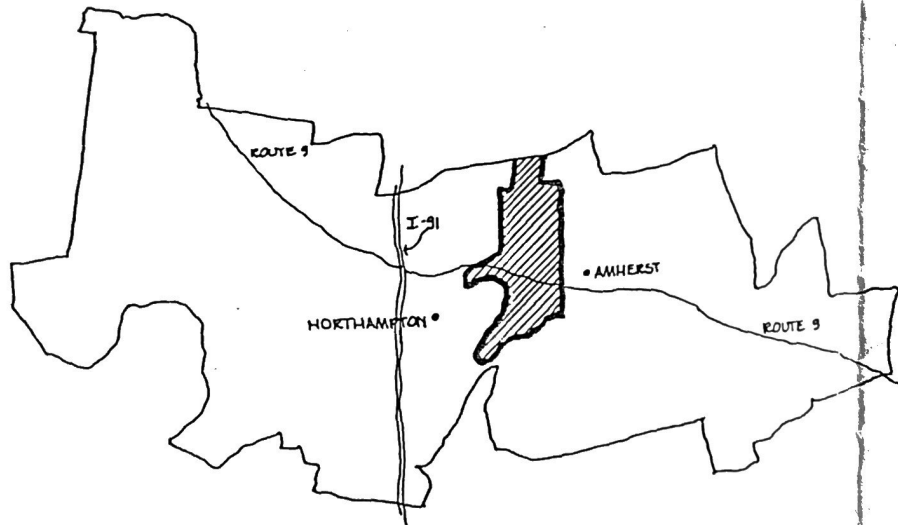 ROUTE 9
I-91
AMHERST
NORTHAMPTON
ROUTE 9